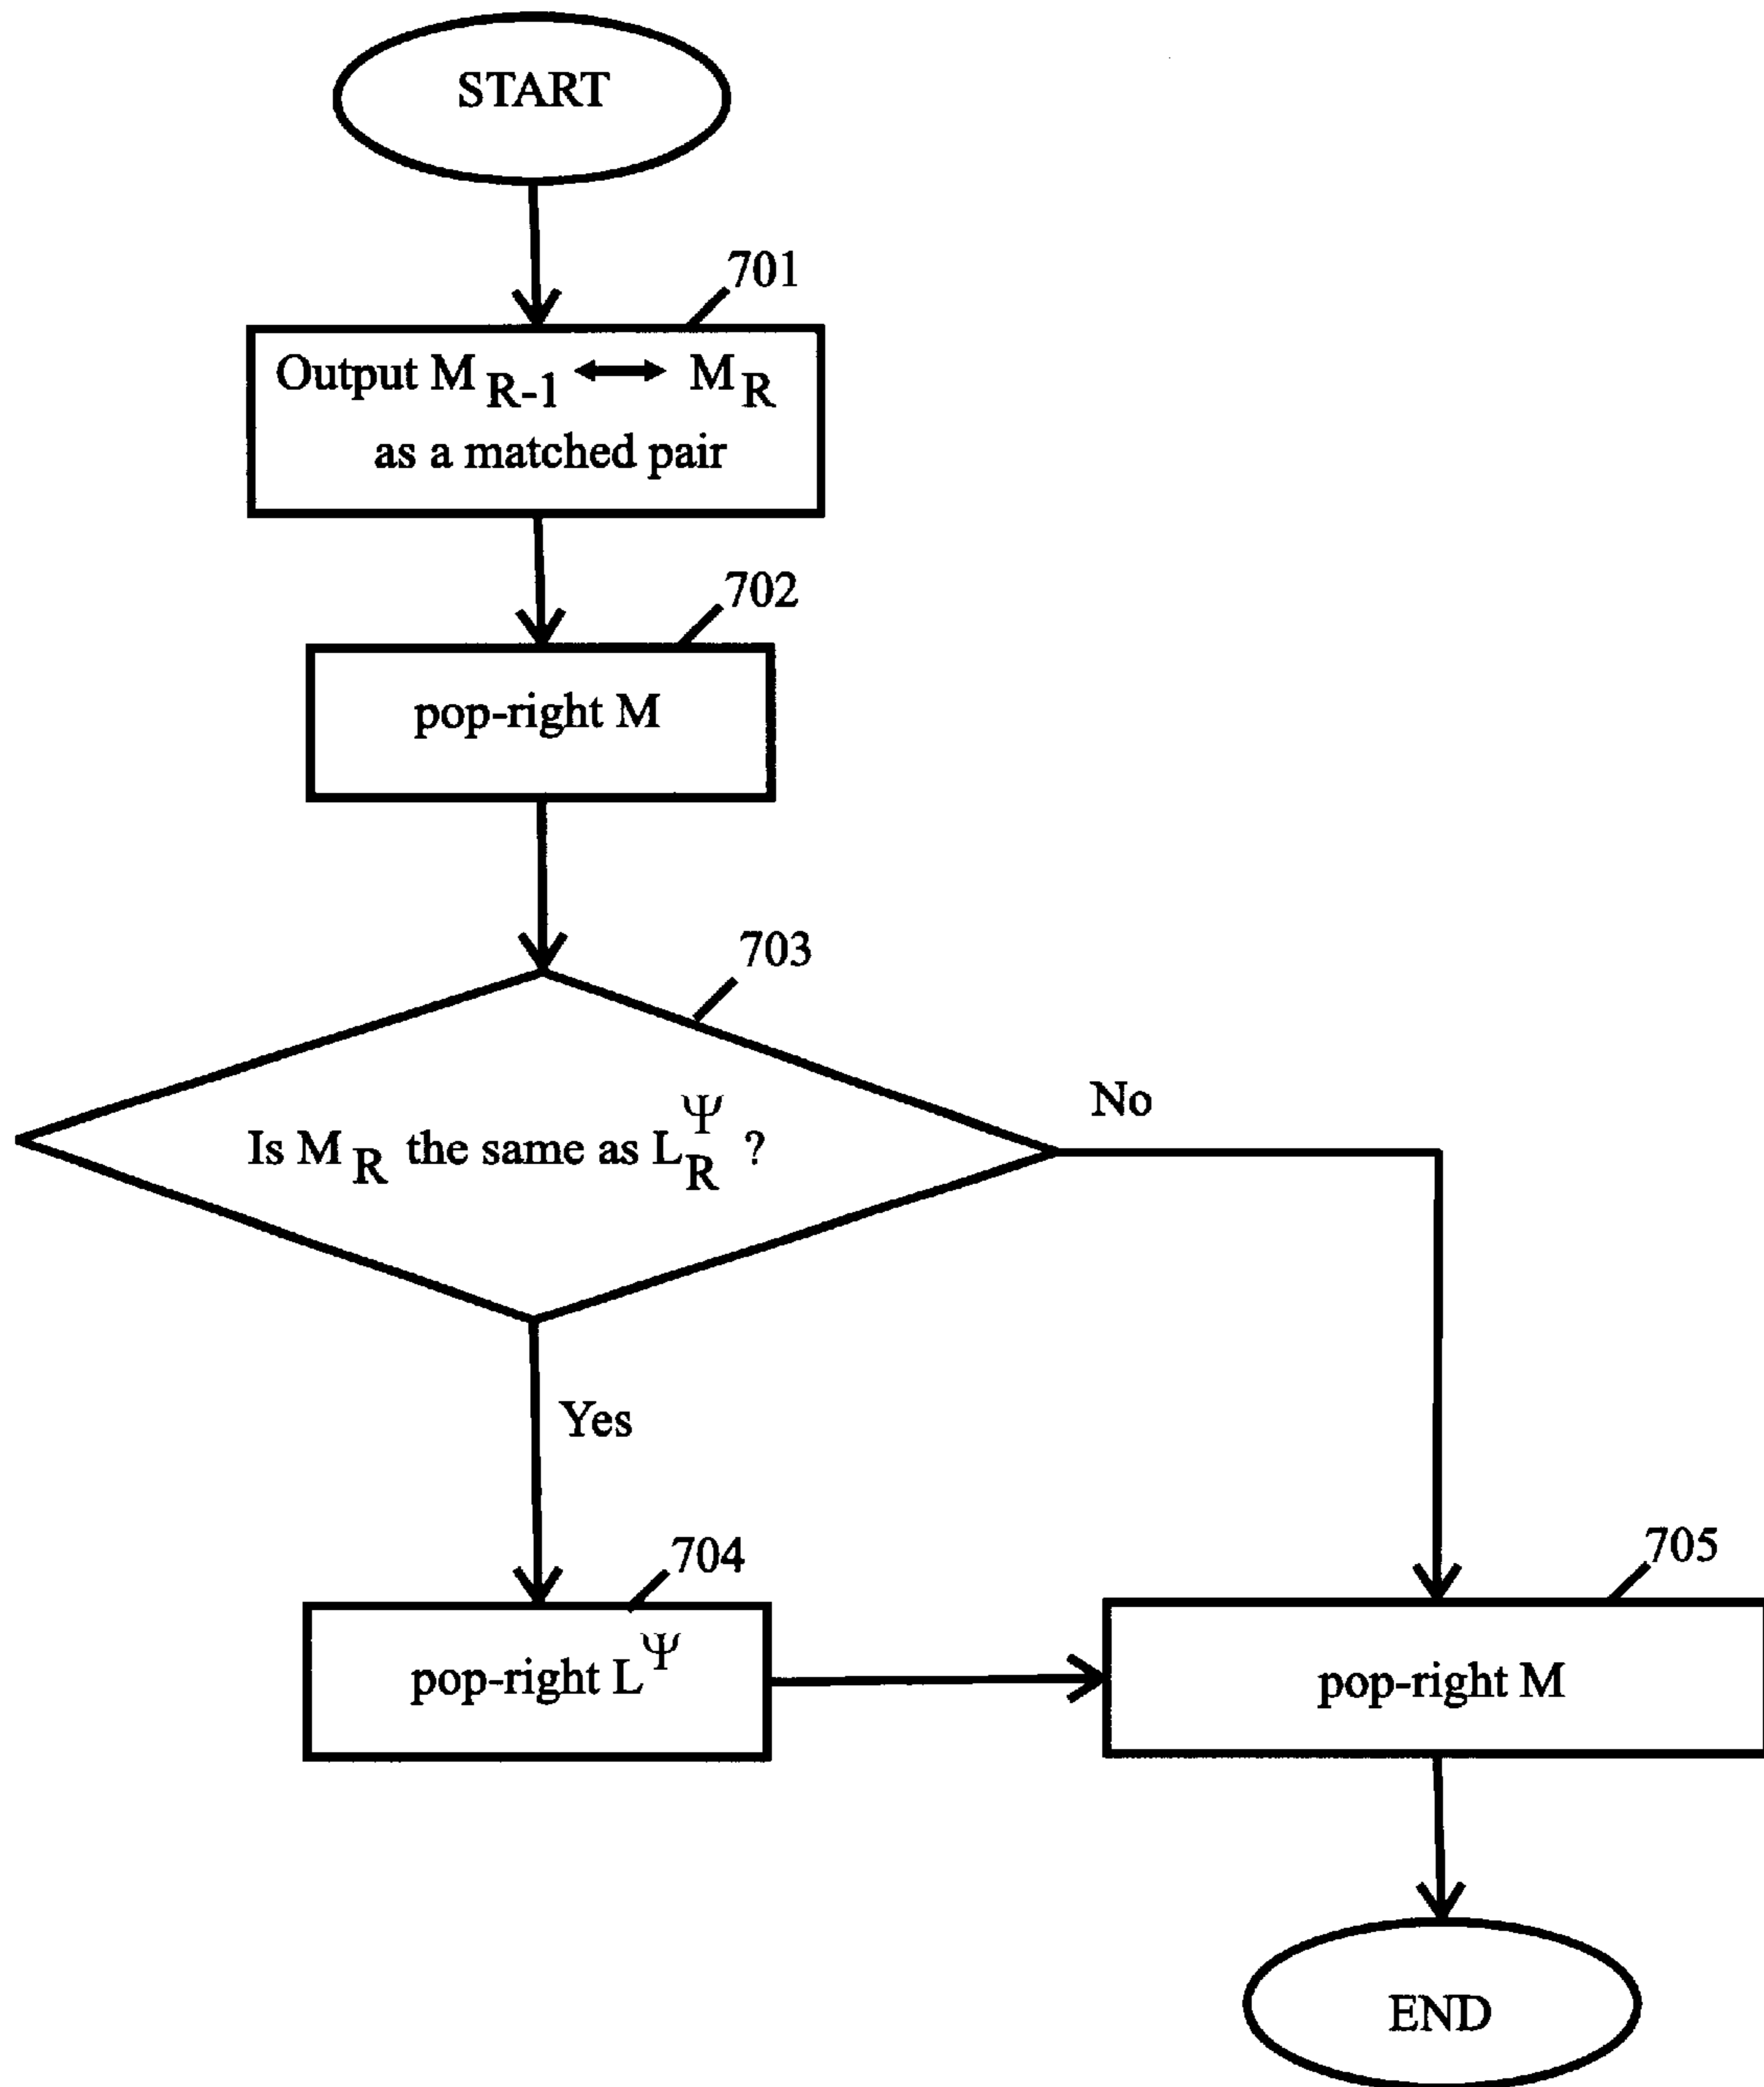 START
701
Output M R-1 ↔ M R
as a matched pair
702
pop-right M
703
Is M R the same as L R Ψ ?
No
Yes
704
pop-right L Ψ
705
pop-right M
END